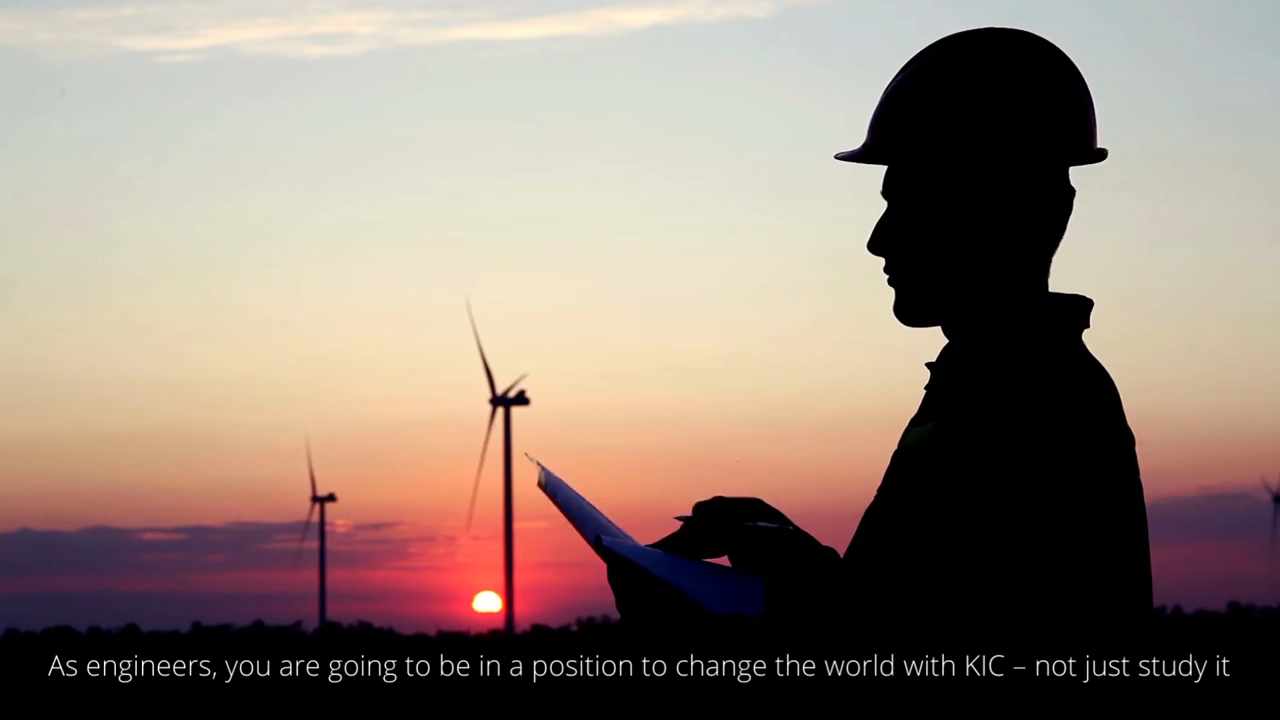 As engineers, you are going to be in a position to change the world with KIC – not just study it